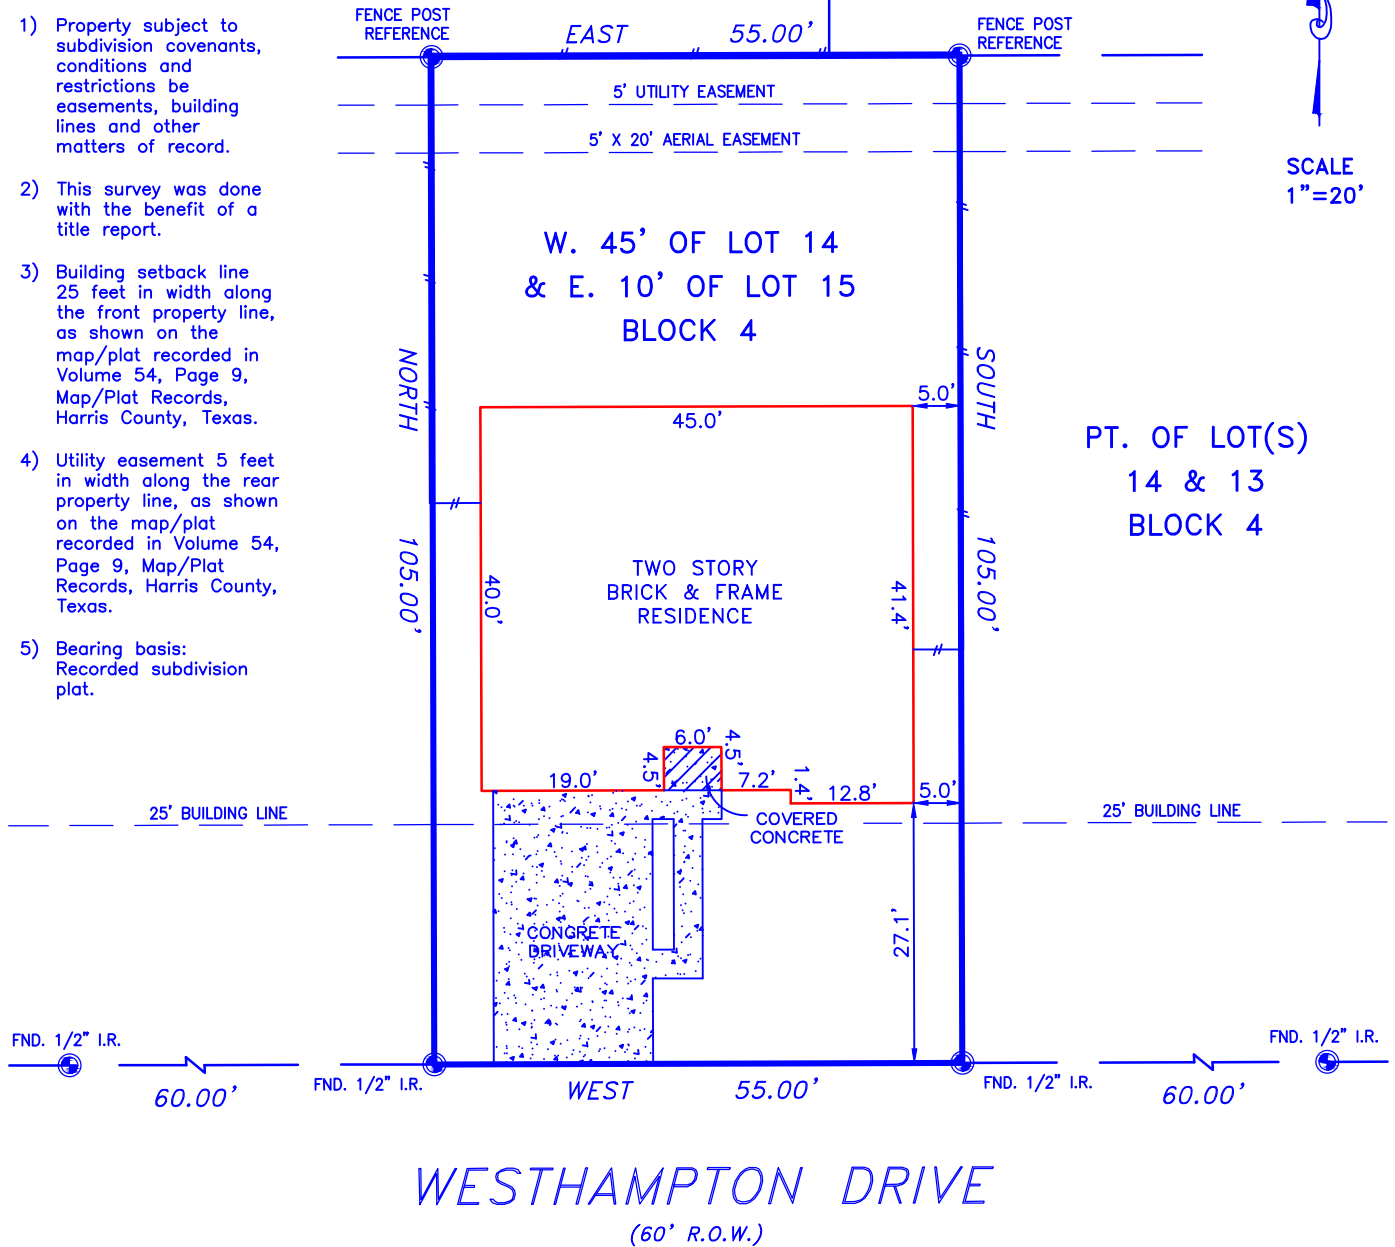 1) Property subject to
subdivision covenants,
conditions and
restrictions be
easements, building
lines and other
matters of record.
2) This survey was done
with the benefit of a
title report.
3) Building setback line
25 feet in width along
the front property line,
as shown on the
map/plat recorded in
Volume 54, Page 9,
Map/Plat Records,
Harris County, Texas.
4) Utility easement 5 feet
in width along the rear
property line, as shown
on the map/plat
recorded in Volume 54,
Page 9, Map/Plat
Records, Harris County,
Texas.
5) Bearing basis:
Recorded subdivision
plat.
FENCE POST
REFERENCE
EAST 55.00'
FENCE POST
REFERENCE
5' UTILITY EASEMENT
5' X 20' AERIAL EASEMENT
SCALE
1"=20'
W. 45' OF LOT 14
& E. 10' OF LOT 15
BLOCK 4
NORTH 105.00'
SOUTH 105.00'
5.0'
45.0'
PT. OF LOT(S)
14 & 13
BLOCK 4
40.0'
TWO STORY
BRICK & FRAME
RESIDENCE
41.4'
6.0'
4.5'
4.5'
19.0'
7.2'
1.4'
12.8'
5.0'
25' BUILDING LINE
COVERED
CONCRETE
25' BUILDING LINE
CONCRETE
DRIVEWAY
27.1'
FND. 1/2" I.R.
60.00'
FND. 1/2" I.R.
WEST 55.00'
FND. 1/2" I.R.
60.00'
FND. 1/2" I.R.
WESTHAMPTON DRIVE
(60' R.O.W.)